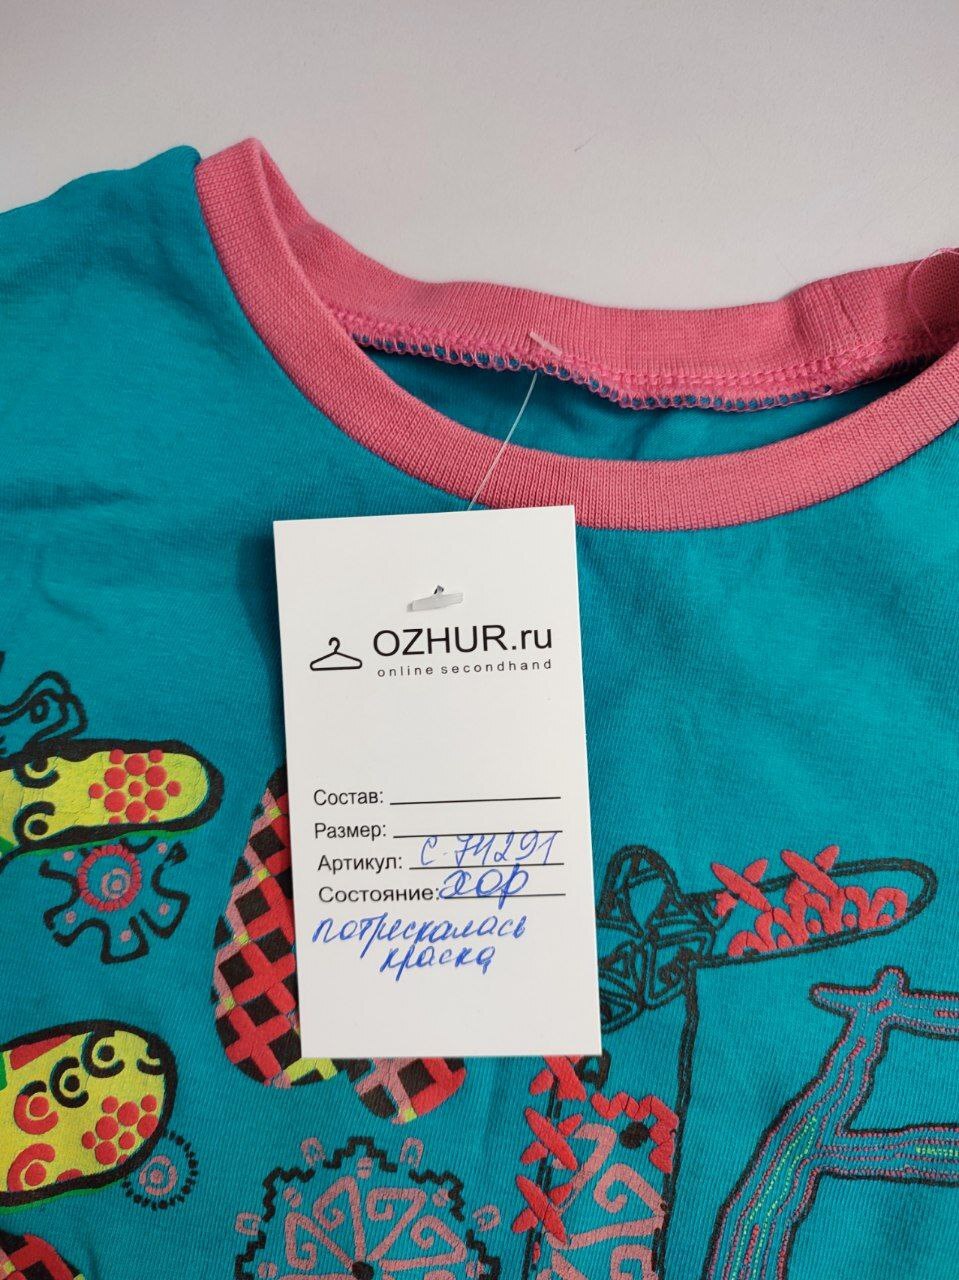 OZHUR.ru
online secondhand
Состав:
Размер:
Артикул: С-74291
Состояние: хор
потрескалась
краска